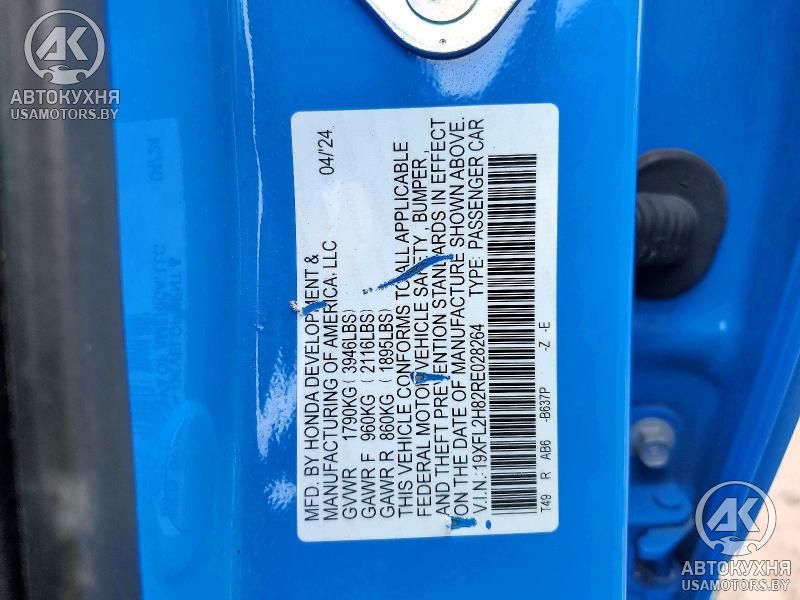 AK
АВТОКУХНЯ
USAMOTORS.BY
MFD. BY HONDA DEVELOPMENT & 04/'24
MANUFACTURING OF AMERICA, LLC
GVWR 1790KG ( 3946LBS)
GAWR F 960KG ( 2116LBS)
GAWR R 860KG ( 1895LBS)
THIS VEHICLE CONFORMS TO ALL APPLICABLE
FEDERAL MOTOR VEHICLE SAFETY, BUMPER,
AND THEFT PREVENTION STANDARDS IN EFFECT
ON THE DATE OF MANUFACTURE SHOWN ABOVE.
V.I.N.:19XFL2H82RE028264 TYPE: PASSENGER CAR
T49 R AB6 -B637P -Z -E
AK
АВТОКУХНЯ
USAMOTORS.BY